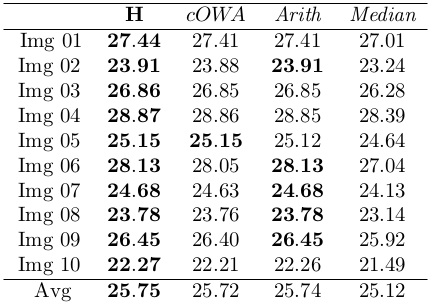 H cOWA Arith Median
Img 01 27.44 27.41 27.41 27.01
Img 02 23.91 23.88 23.91 23.24
Img 03 26.86 26.85 26.85 26.28
Img 04 28.87 28.86 28.85 28.39
Img 05 25.15 25.15 25.12 24.64
Img 06 28.13 28.05 28.13 27.04
Img 07 24.68 24.63 24.68 24.13
Img 08 23.78 23.76 23.78 23.14
Img 09 26.45 26.40 26.45 25.92
Img 10 22.27 22.21 22.26 21.49
Avg 25.75 25.72 25.74 25.12